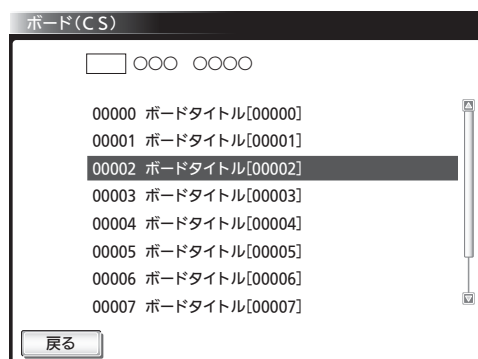 ボード(CS)
○○○ ○○○○
00000 ボードタイトル[00000]
00001 ボードタイトル[00001]
00002 ボードタイトル[00002]
00003 ボードタイトル[00003]
00004 ボードタイトル[00004]
00005 ボードタイトル[00005]
00006 ボードタイトル[00006]
00007 ボードタイトル[00007]
戻る